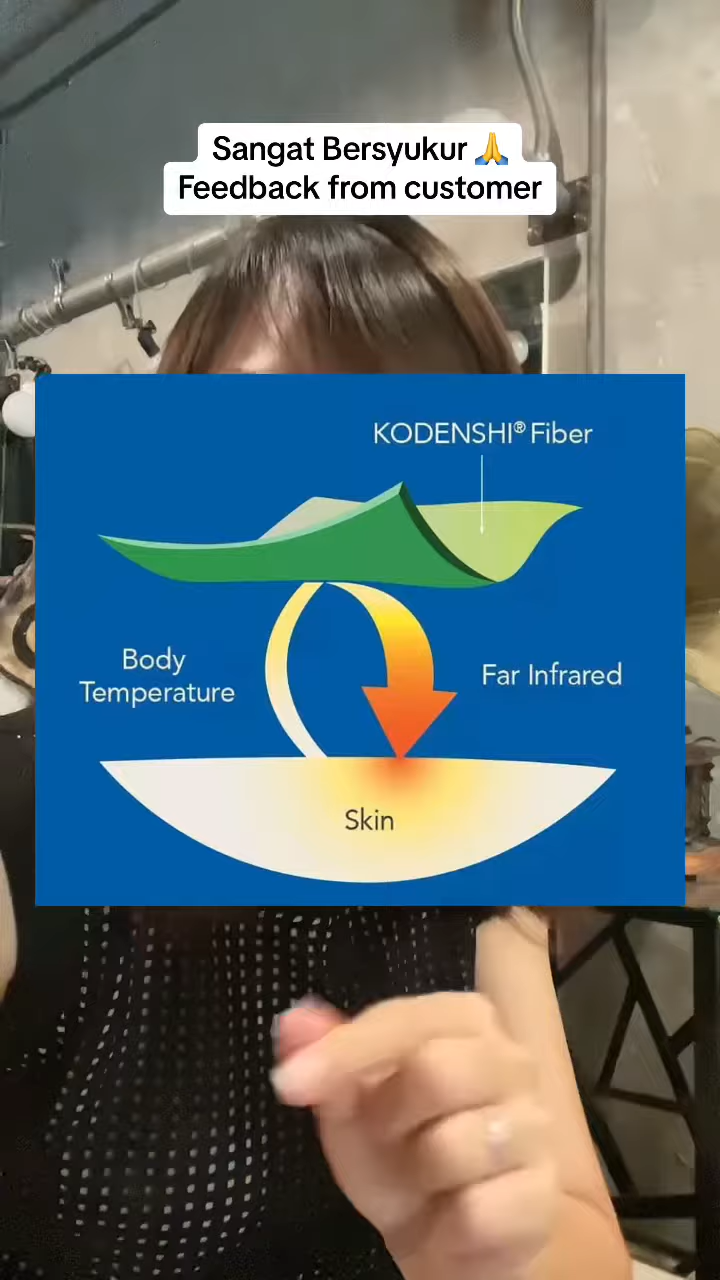 Sangat Bersyukur 🙏
Feedback from customer
KODENSHI® Fiber
Body
Temperature
Far Infrared
Skin